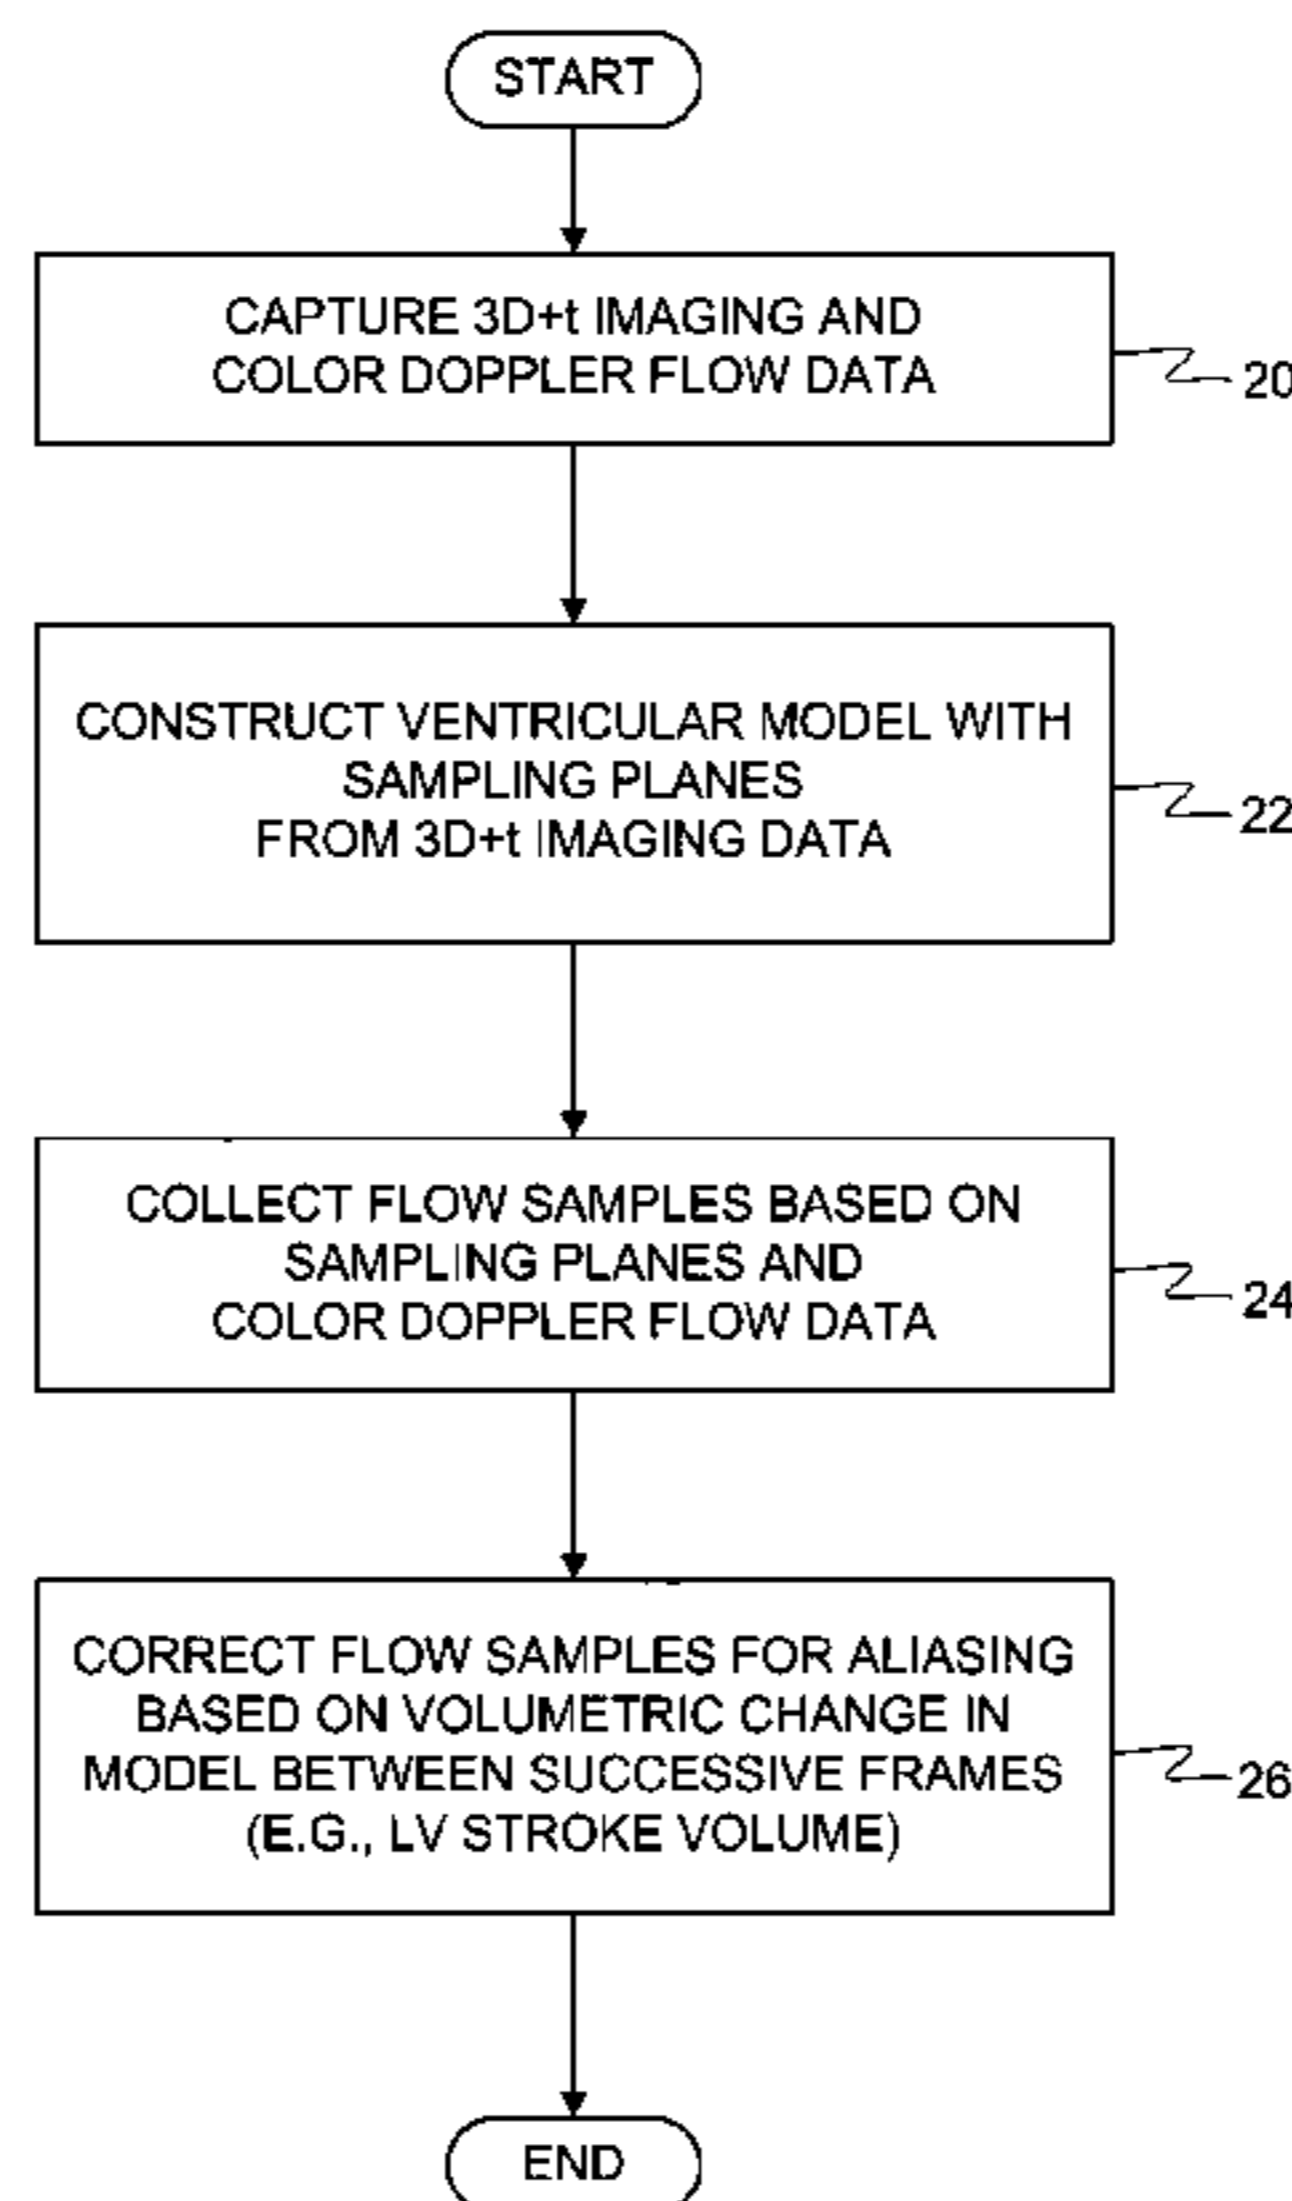 START
CAPTURE 3D+t IMAGING AND
COLOR DOPPLER FLOW DATA
20
CONSTRUCT VENTRICULAR MODEL WITH
SAMPLING PLANES
FROM 3D+t IMAGING DATA
22
COLLECT FLOW SAMPLES BASED ON
SAMPLING PLANES AND
COLOR DOPPLER FLOW DATA
24
CORRECT FLOW SAMPLES FOR ALIASING
BASED ON VOLUMETRIC CHANGE IN
MODEL BETWEEN SUCCESSIVE FRAMES
(E.G., LV STROKE VOLUME)
26
END